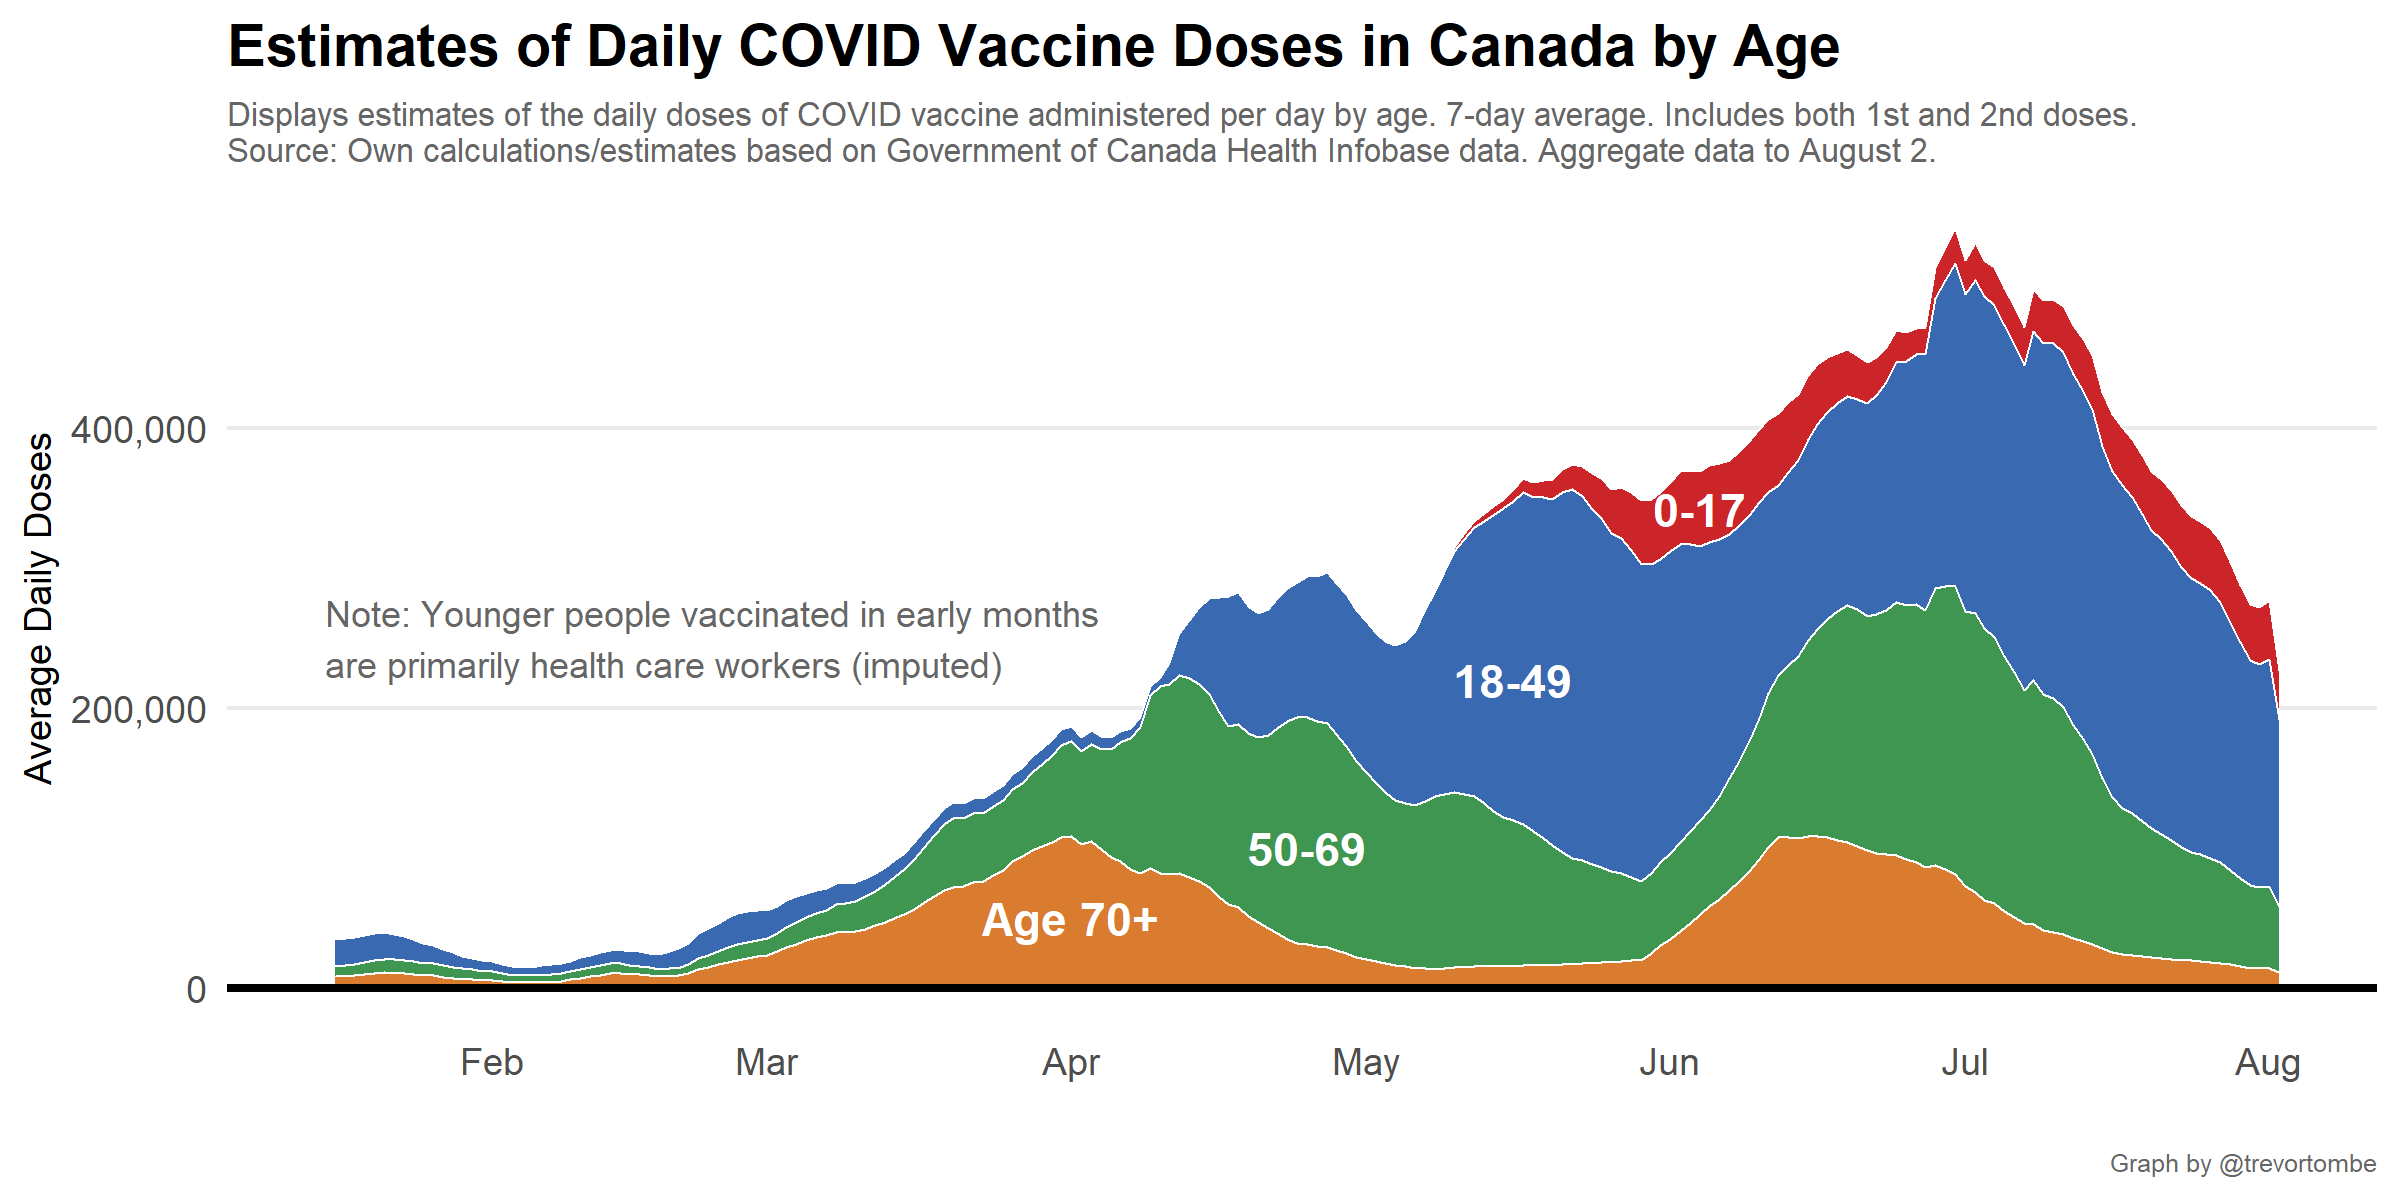 Estimates of Daily COVID Vaccine Doses in Canada by Age
Displays estimates of the daily doses of COVID vaccine administered per day by age. 7-day average. Includes both 1st and 2nd doses.
Source: Own calculations/estimates based on Government of Canada Health Infobase data. Aggregate data to August 2.
Average Daily Doses
400,000
200,000
0
Note: Younger people vaccinated in early months
are primarily health care workers (imputed)
0-17
18-49
50-69
Age 70+
Feb
Mar
Apr
May
Jun
Jul
Aug
Graph by @trevortombe